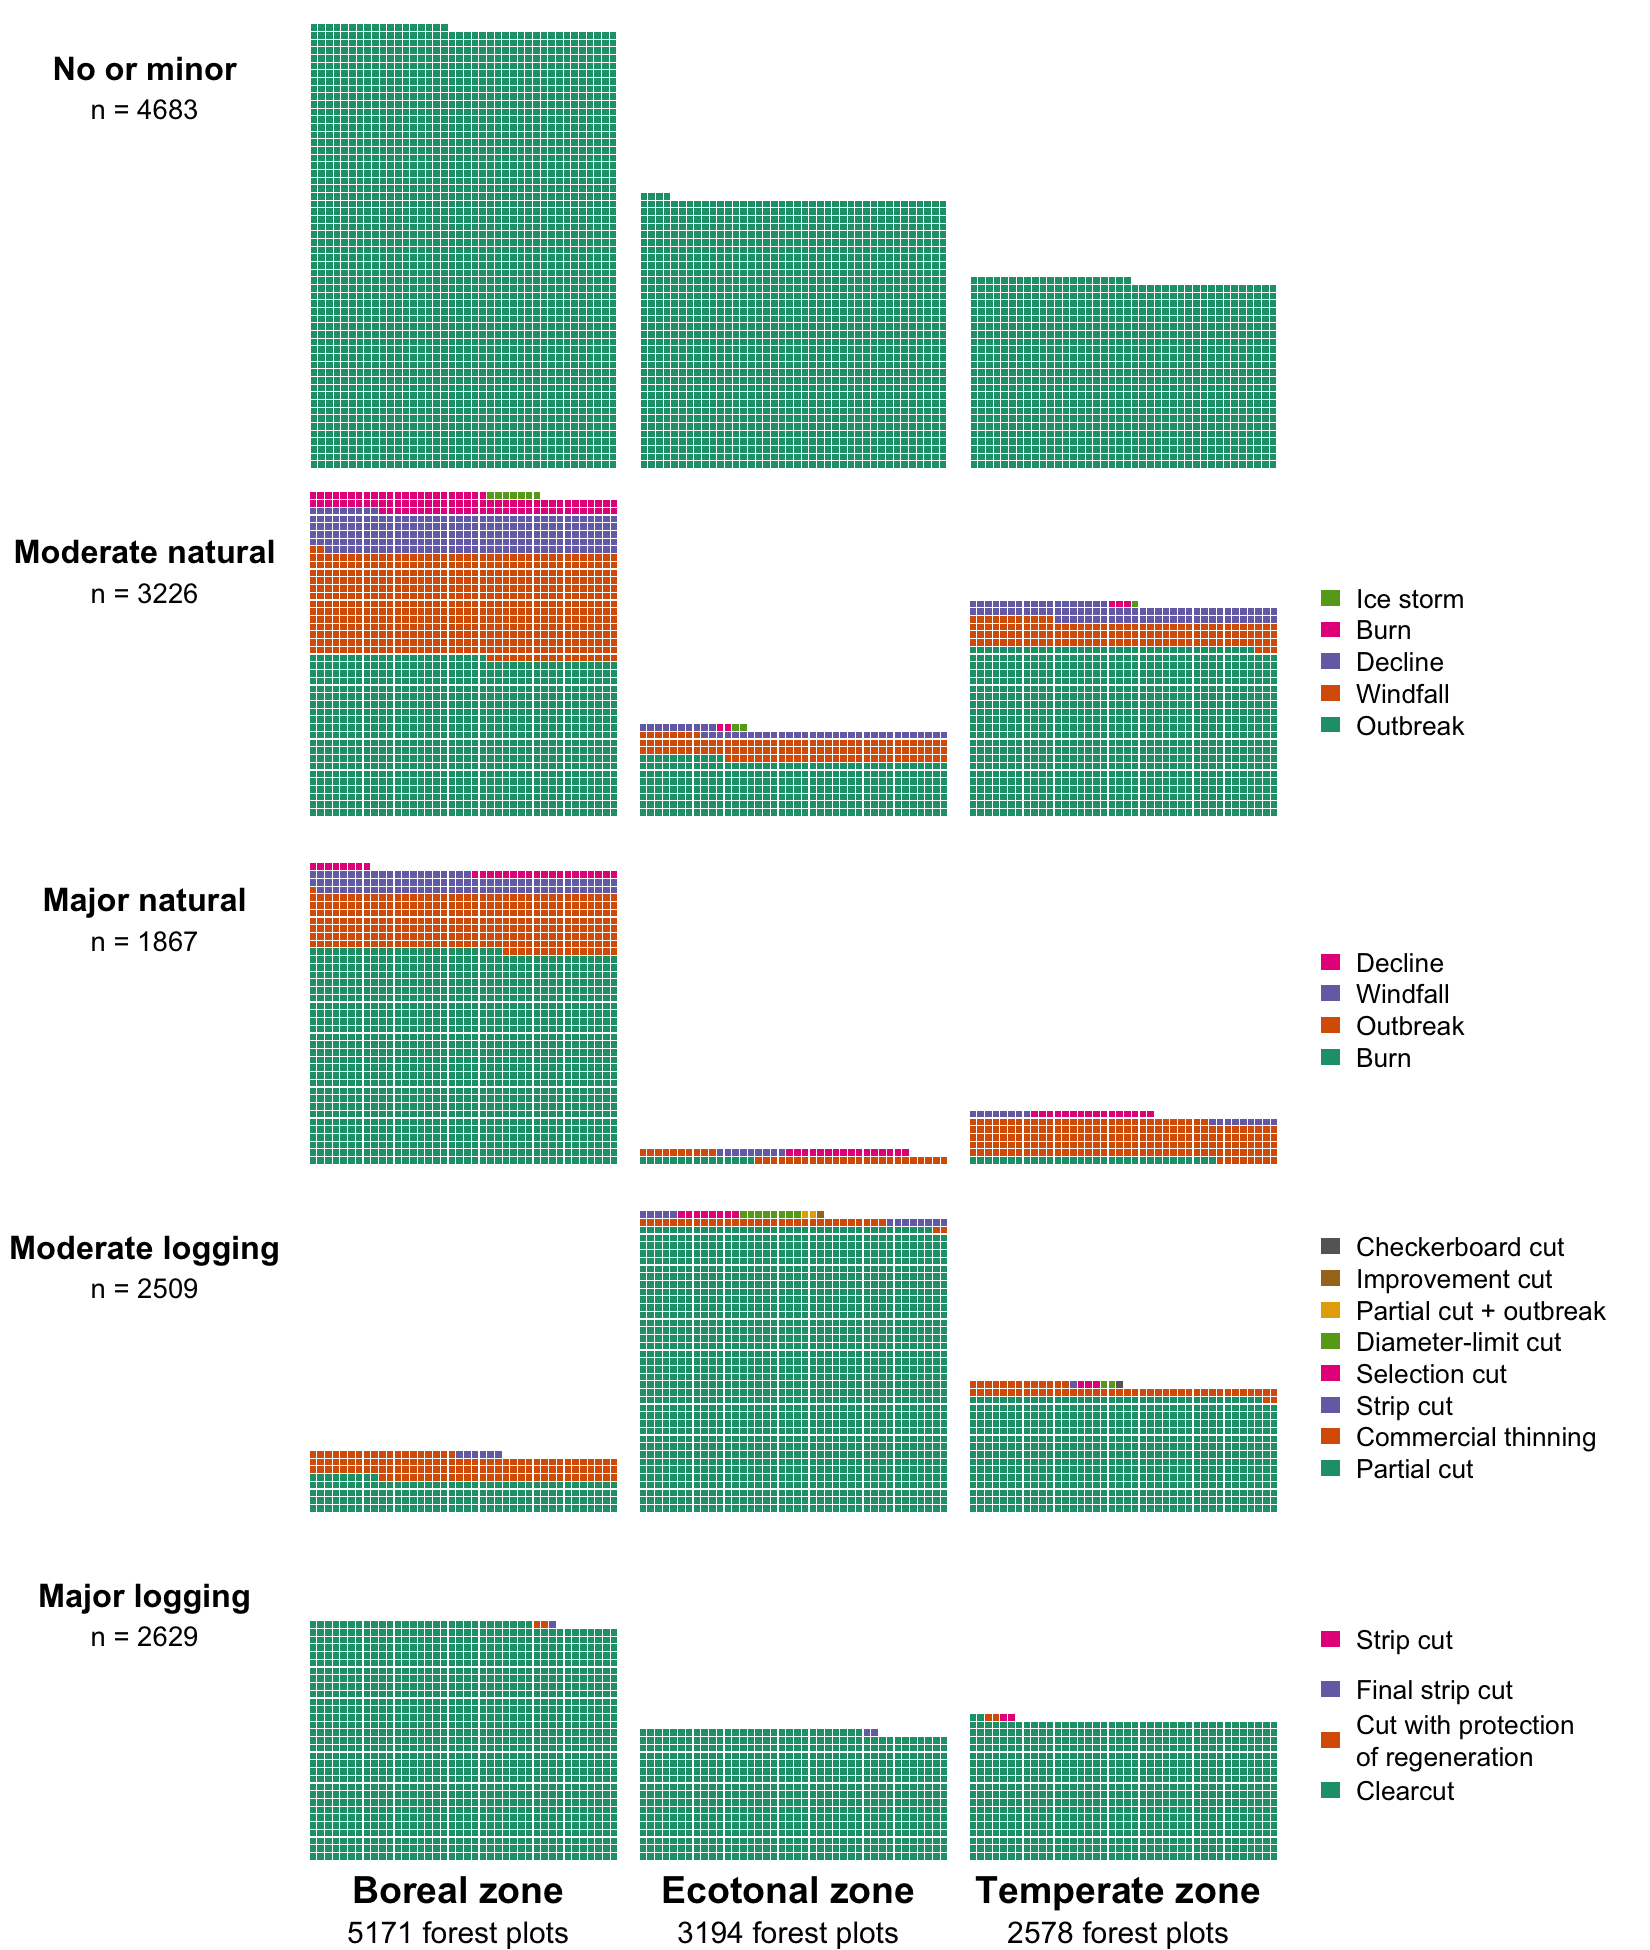 No or minor
n = 4683
Moderate natural
n = 3226
Ice storm
Burn
Decline
Windfall
Outbreak
Major natural
n = 1867
Decline
Windfall
Outbreak
Burn
Moderate logging
n = 2509
Checkerboard cut
Improvement cut
Partial cut + outbreak
Diameter-limit cut
Selection cut
Strip cut
Commercial thinning
Partial cut
Major logging
n = 2629
Strip cut
Final strip cut
Cut with protection
of regeneration
Clearcut
Boreal zone
5171 forest plots
Ecotonal zone
3194 forest plots
Temperate zone
2578 forest plots